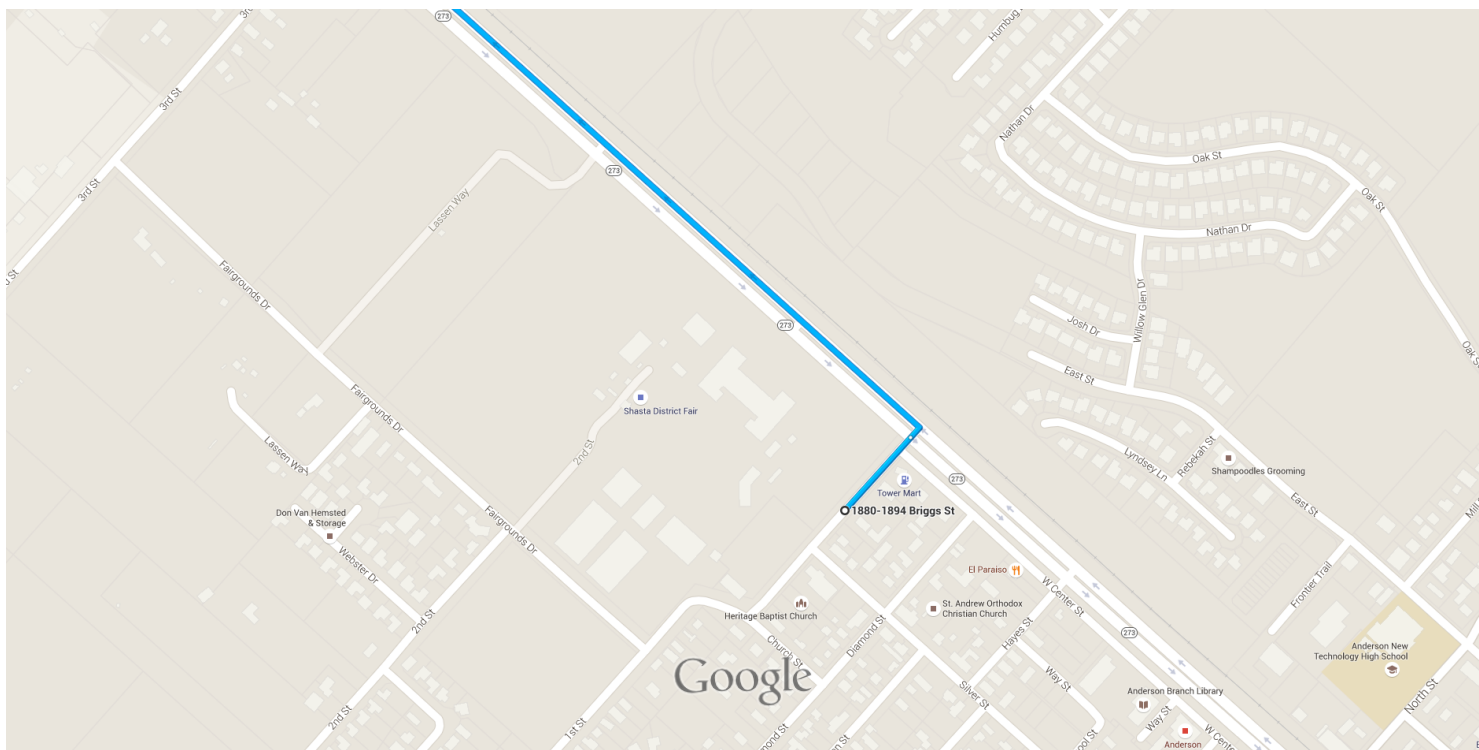 273
Humbug
3rd St
Nathan Dr
Oak St
273
3rd St
Lassen Way
Oak St
Nathan Dr
St
Fairgrounds Dr
Willow Glen Dr
273
Josh Dr
Oak St
East St
Fairgrounds Dr
Shasta District Fair
2nd St
Lassen Way
Lyndsey Ln
Rebekah St
Shampoodles Grooming
273
Tower Mart
East St
1880-1894 Briggs St
Don Van Hemsted
& Storage
Fairgrounds Dr
Mill
Webster Dr
El Paraiso
W Center St
Frontier Trail
2nd St
Heritage Baptist Church
St. Andrew Orthodox
Christian Church
Hayes St
273
Diamond St
Church St
Anderson New
Technology High School
Google
Way St
Silver St
Anderson Branch Library
North St
2nd St
1st St
Way St
W Center
Anderson